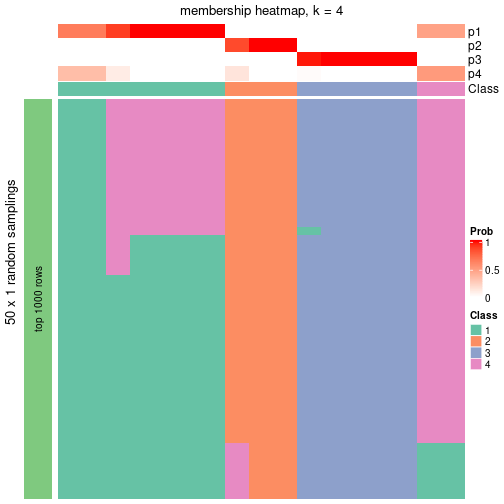 membership heatmap, k = 4
p1
p2
p3
p4
Class
50 x 1 random samplings
top 1000 rows
Prob
1
0.5
0
Class
1
2
3
4